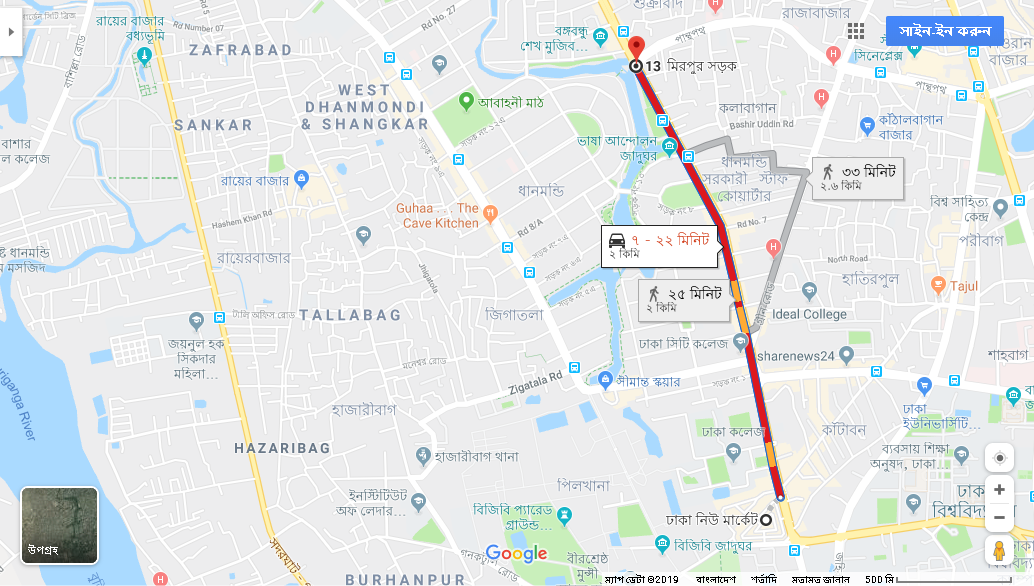 রায়ের বাজার
বধ্যভূমি
Rd Number 07
ZAFRABAD
Rd No. 27
বঙ্গবন্ধু
শেখ মুজিব...
রাজাবাজার
সাইন-ইন করুন
সিনেপ্লেক্স
পান্থপথ
13 মিরপুর সড়ক
WEST
DHANMONDI
& SHANGKAR
আবাহনী মাঠ
SANKAR
কলাবাগান
Bashir Uddin Rd
পান্থপথ
কাঁঠালবাগান
বাজার
ভাষা আন্দোলন
জাদুঘর
ধানমন্ডি
সরকারী স্টাফ
কোয়ার্টার
৩৩ মিনিট
২.৬ কিমি
রায়ের বাজার
ধানমন্ডি
Guhaa . . . The
Cave Kitchen
Hashem Khan Rd
Rd 8/A
Rd No. 7
বিশ্ব সাহিত্য
কেন্দ্র
পরীবাগ
৭ - ২২ মিনিট
২ কিমি
North Road
হাতিরপুল
রায়েরবাজার
Jhigatola
২৫ মিনিট
২ কিমি
Tajul
Ideal College
টালি অফিস রোড
TALLABAG
জিগাতলা
ঢাকা সিটি কলেজ
sharenews24
শাহবাগ
জয়নুল হক
সিকদার
মহিলা...
Zigatala Rd
সীমান্ত স্কয়ার
হাজারীবাগ
ঢাকা
ইউনিভার্সিটি...
ঢাকা কলেজ
কাঁটাবন
HAZARIBAG
হাজারীবাগ থানা
ব্যবসায় শিক্ষা
অনুষদ, ঢাকা...
পিলখানা
ইনস্টিটিউট
অফ লেদার...
বিজিবি প্যারেড
গ্রাউন্ড...
ঢাকা নিউ মার্কেট
উপগ্রহ
Google
বিজিবি জাদুঘর
বীরশ্রেষ্ঠ
মুন্সী
BURHANPUR
ম্যাপ ডেটা ©2019 বাংলাদেশ শর্তাদি মতামত জানান 500 মি